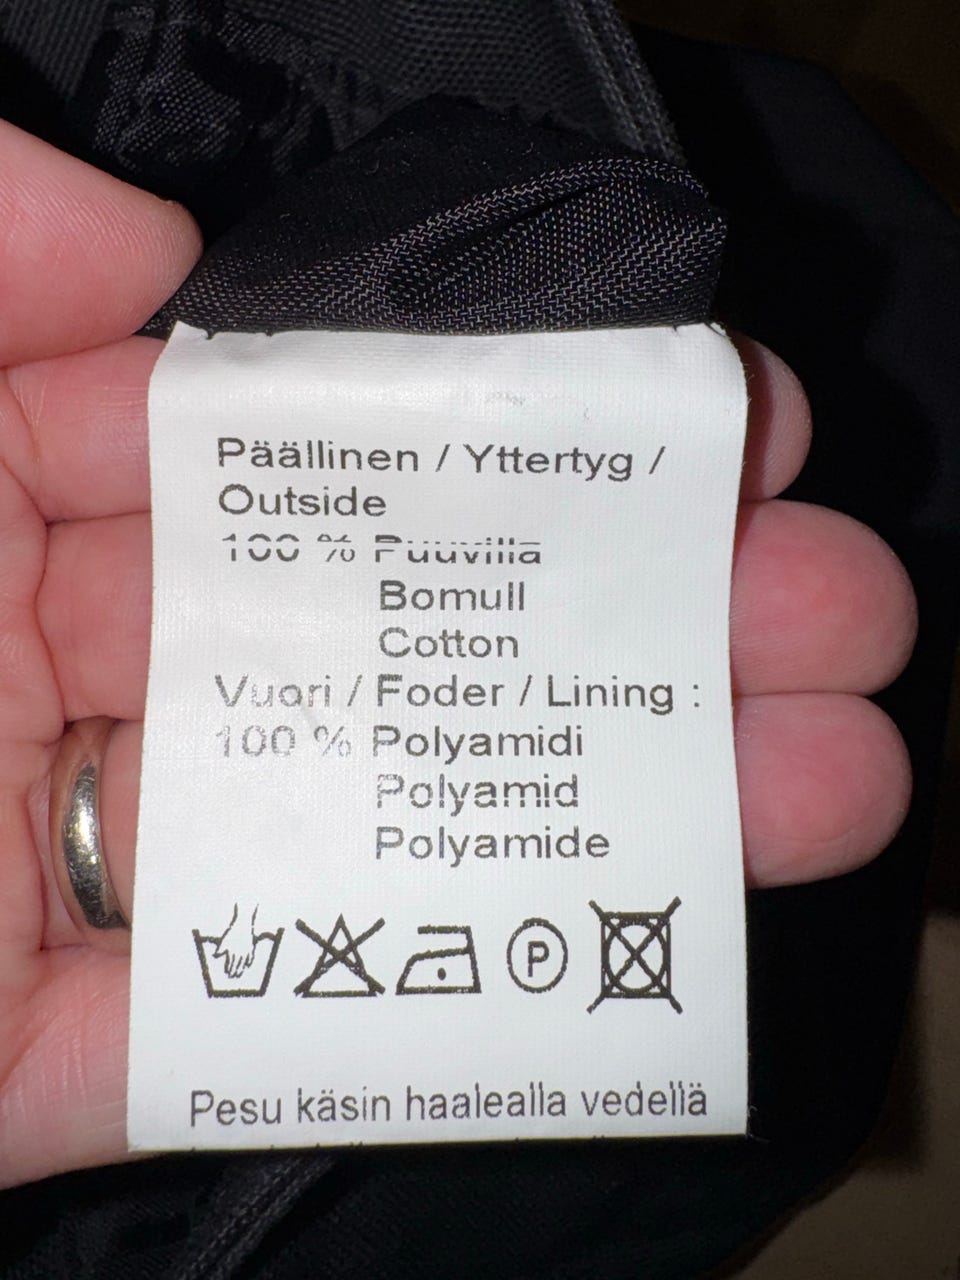 Päällinen / Yttertyg /
Outside
100 % Puuvilla
Bomull
Cotton
Vuori / Foder / Lining :
100 % Polyamidi
Polyamid
Polyamide
P
Pesu käsin haalealla vedellä